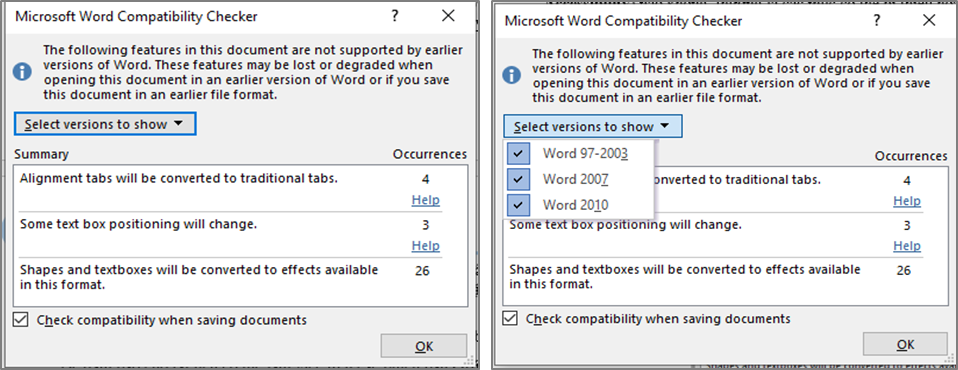 Microsoft Word Compatibility Checker ?
The following features in this document are not supported by earlier
versions of Word. These features may be lost or degraded when
opening this document in an earlier version of Word or if you save
this document in an earlier file format.
Select versions to show
Summary Occurrences
Alignment tabs will be converted to traditional tabs. 4
Help
Some text box positioning will change. 3
Help
Shapes and textboxes will be converted to effects available 26
in this format.
Check compatibility when saving documents
OK
Microsoft Word Compatibility Checker ?
The following features in this document are not supported by earlier
versions of Word. These features may be lost or degraded when
opening this document in an earlier version of Word or if you save
this document in an earlier file format.
Select versions to show
Word 97-2003 Occurrences
Word 2007 onverted to traditional tabs. 4
Word 2010 Help
Some text box positioning will change. 3
Help
Shapes and textboxes will be converted to effects available 26
in this format.
Check compatibility when saving documents
OK